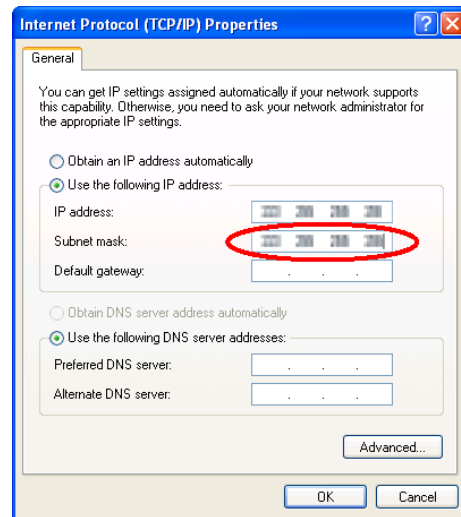 Internet Protocol (TCP/IP) Properties
General
You can get IP settings assigned automatically if your network supports
this capability. Otherwise, you need to ask your network administrator for
the appropriate IP settings.
Obtain an IP address automatically
Use the following IP address:
IP address:
Subnet mask:
Default gateway:
Obtain DNS server address automatically
Use the following DNS server addresses:
Preferred DNS server:
Alternate DNS server:
Advanced...
OK
Cancel